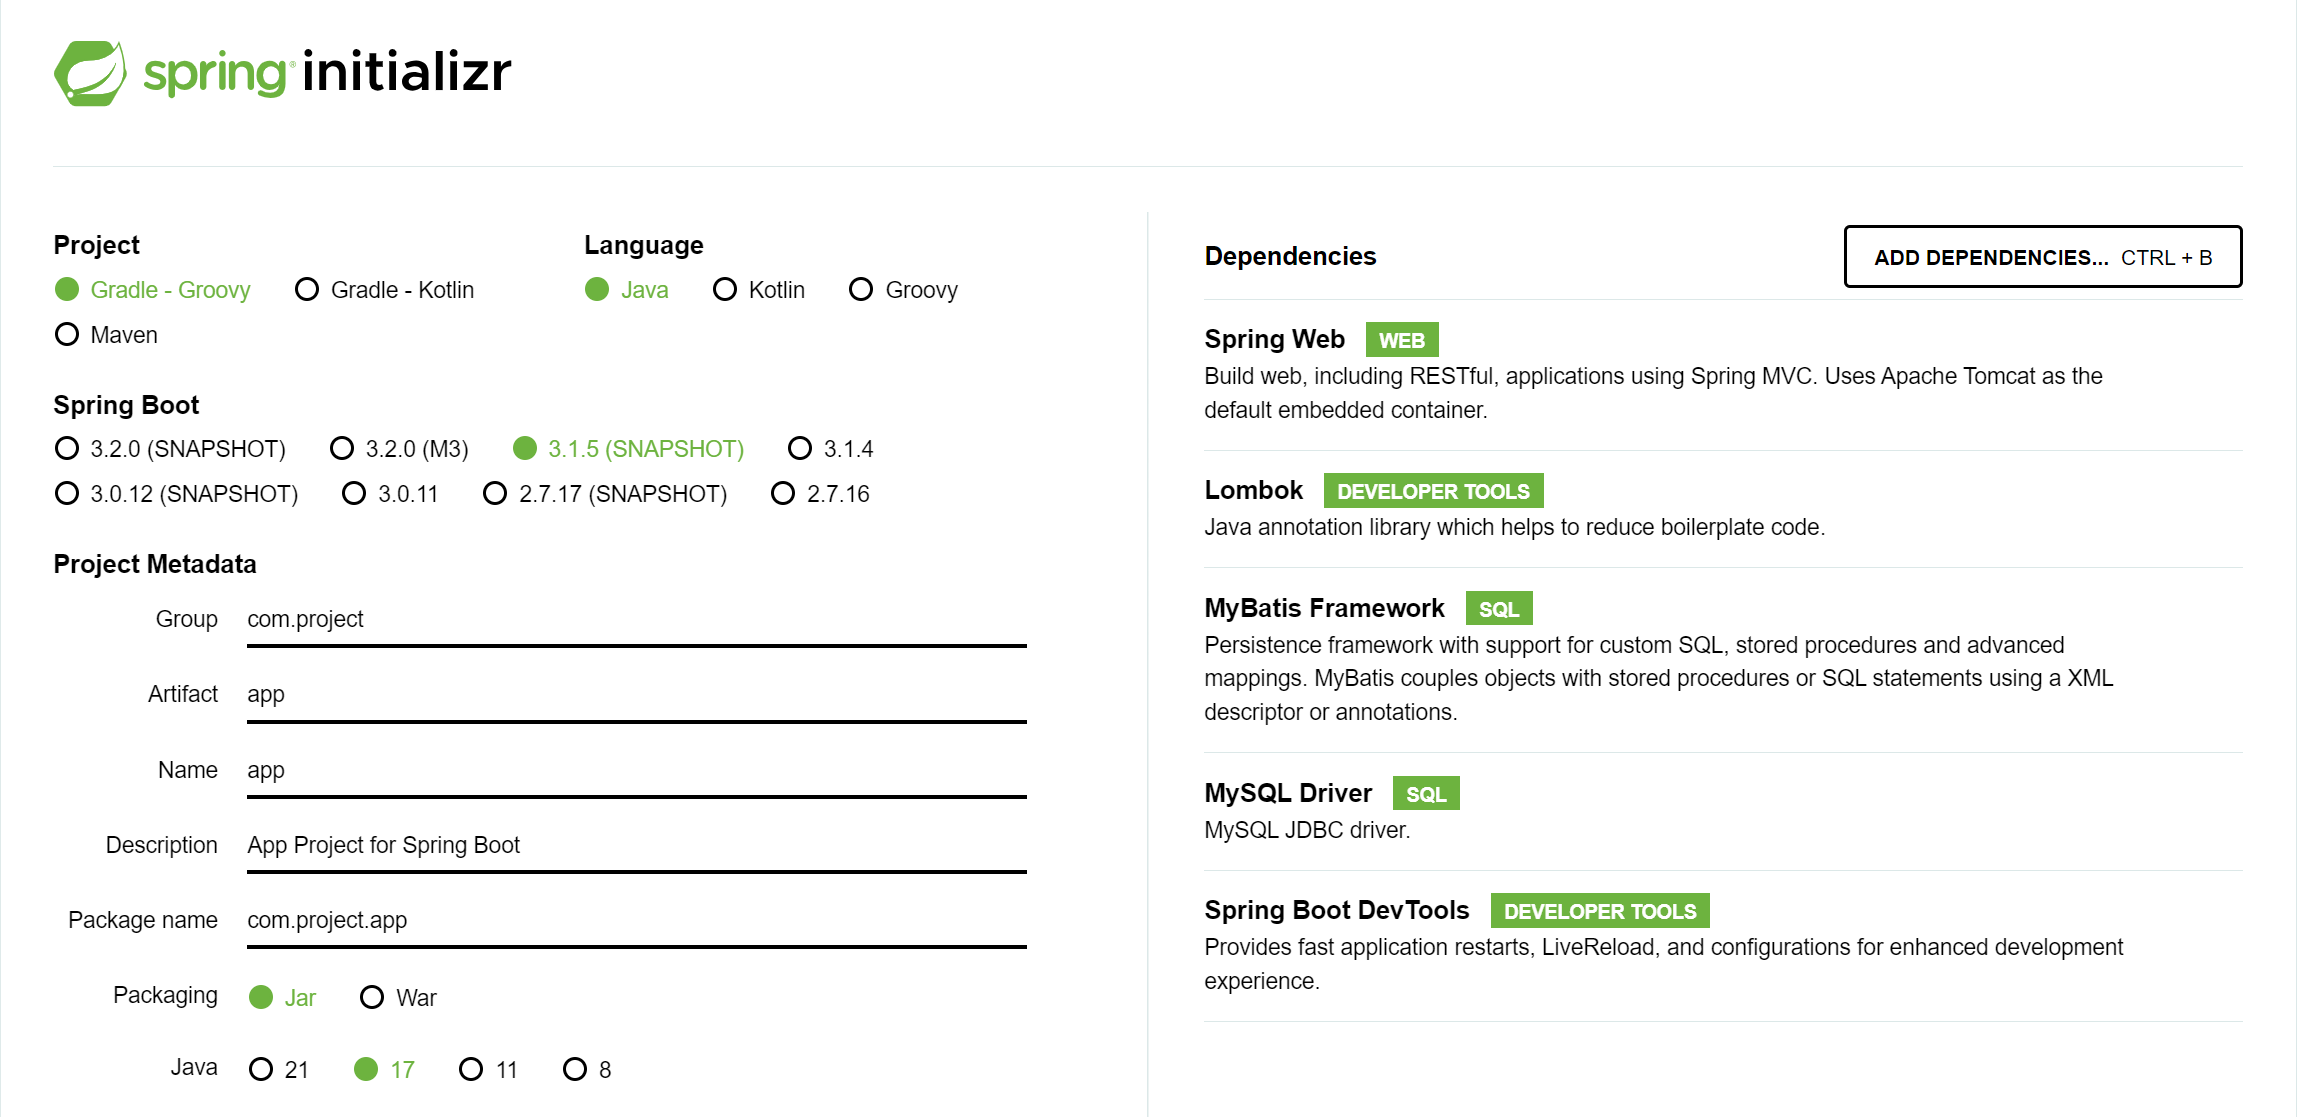 spring initializr
Project
Gradle - Groovy Gradle - Kotlin
Maven
Language
Java Kotlin Groovy
Spring Boot
3.2.0 (SNAPSHOT) 3.2.0 (M3) 3.1.5 (SNAPSHOT) 3.1.4
3.0.12 (SNAPSHOT) 3.0.11 2.7.17 (SNAPSHOT) 2.7.16
Project Metadata
Group com.project
Artifact app
Name app
Description App Project for Spring Boot
Package name com.project.app
Packaging Jar War
Java 21 17 11 8
Dependencies ADD DEPENDENCIES... CTRL + B
Spring Web WEB
Build web, including RESTful, applications using Spring MVC. Uses Apache Tomcat as the
default embedded container.
Lombok DEVELOPER TOOLS
Java annotation library which helps to reduce boilerplate code.
MyBatis Framework SQL
Persistence framework with support for custom SQL, stored procedures and advanced
mappings. MyBatis couples objects with stored procedures or SQL statements using a XML
descriptor or annotations.
MySQL Driver SQL
MySQL JDBC driver.
Spring Boot DevTools DEVELOPER TOOLS
Provides fast application restarts, LiveReload, and configurations for enhanced development
experience.